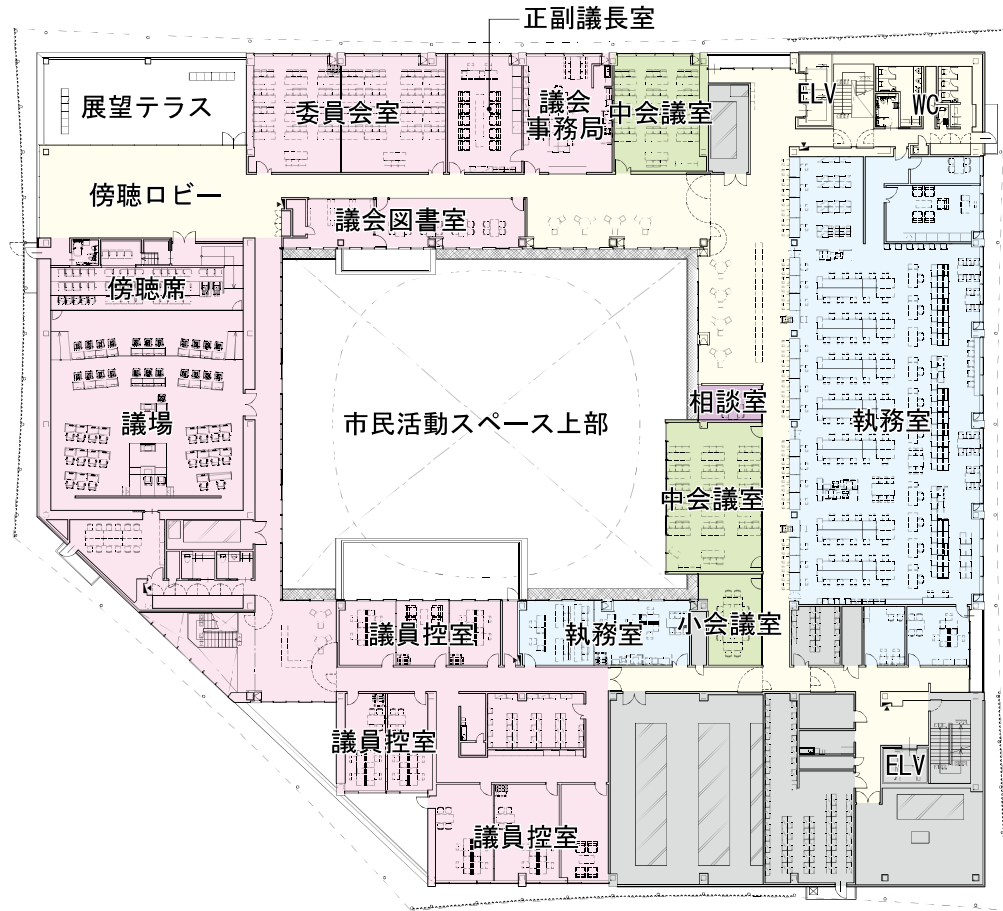 正副議長室
展望テラス
委員会室
議会
事務局
中会議室
ELV
WC
傍聴ロビー
議会図書室
傍聴席
議場
市民活動スペース上部
相談室
執務室
中会議室
議員控室
執務室
小会議室
議員控室
ELV
議員控室